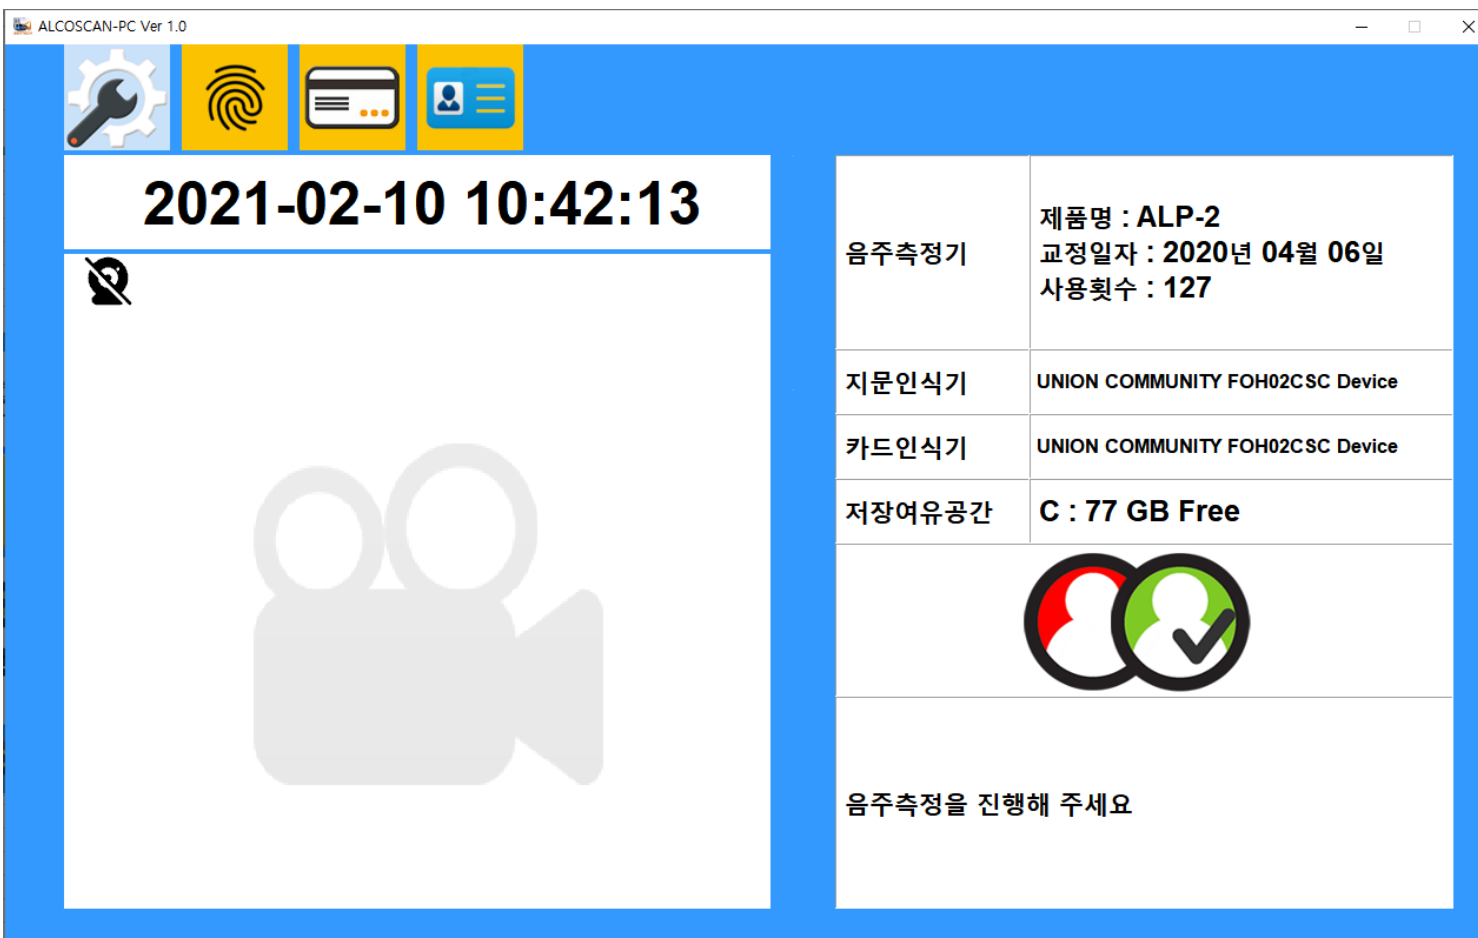 ALCOSCAN-PC Ver 1.0
2021-02-10 10:42:13
음주측정기
제품명 : ALP-2
교정일자 : 2020년 04월 06일
사용횟수 : 127
지문인식기
UNION COMMUNITY FOH02CSC Device
카드인식기
UNION COMMUNITY FOH02CSC Device
저장여유공간
C : 77 GB Free
음주측정을 진행해 주세요